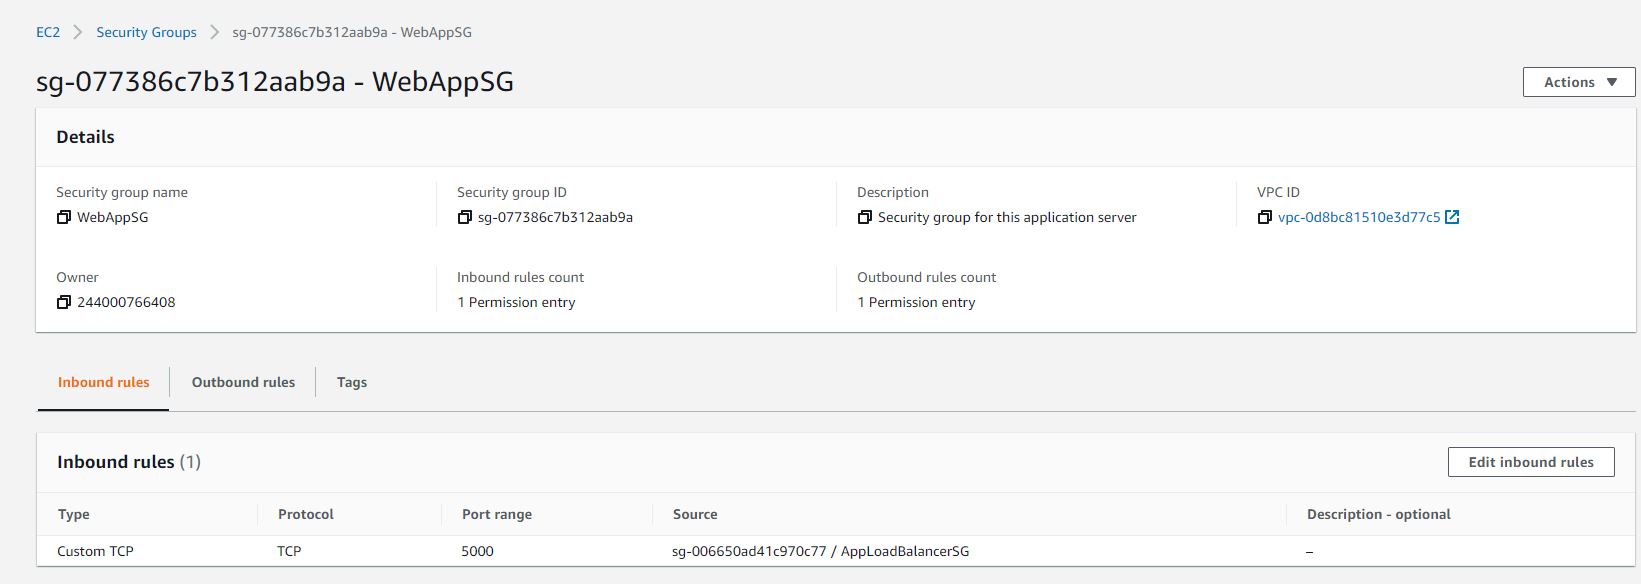 EC2 > Security Groups > sg-077386c7b312aab9a - WebAppSG
sg-077386c7b312aab9a - WebAppSG
Actions
Details
Security group name
WebAppSG
Security group ID
sg-077386c7b312aab9a
Description
Security group for this application server
VPC ID
vpc-0d8bc81510e3d77c5
Owner
244000766408
Inbound rules count
1 Permission entry
Outbound rules count
1 Permission entry
Inbound rules Outbound rules Tags
Inbound rules (1)
Edit inbound rules
Type Protocol Port range Source Description - optional
Custom TCP TCP 5000 sg-006650ad41c970c77 / AppLoadBalancerSG –